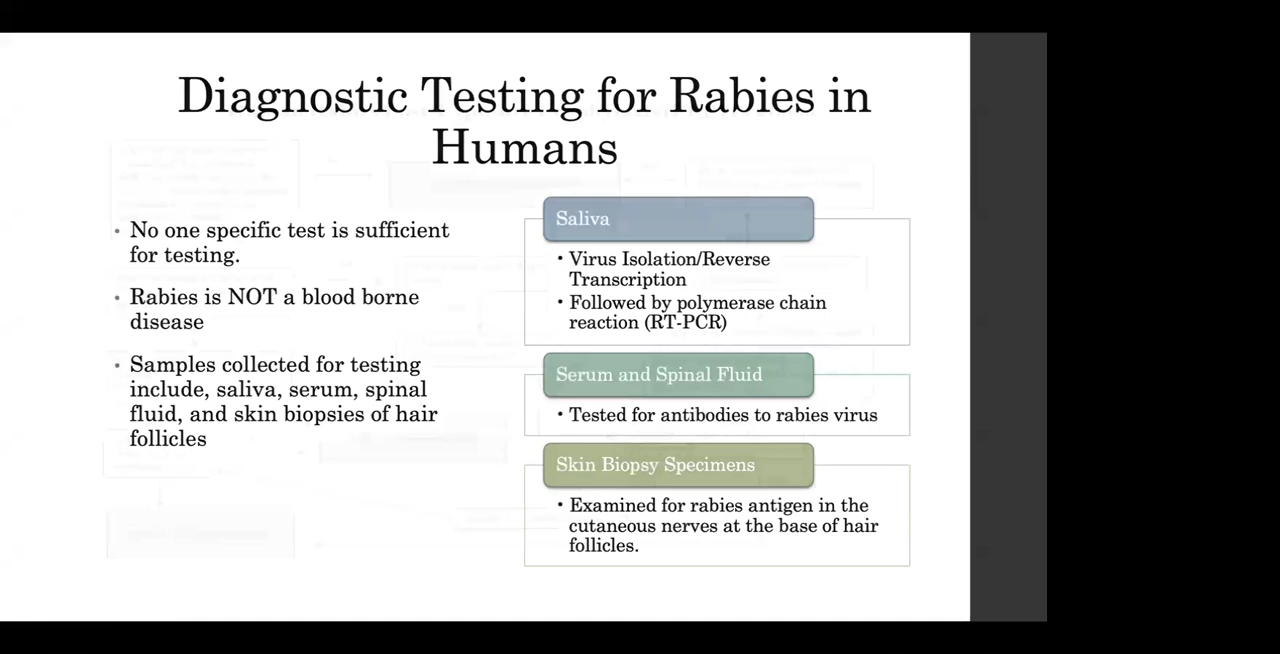 Diagnostic Testing for Rabies in
Humans
• No one specific test is sufficient
for testing.
• Rabies is NOT a blood borne
disease
• Samples collected for testing
include, saliva, serum, spinal
fluid, and skin biopsies of hair
follicles
Saliva
• Virus Isolation/Reverse
Transcription
• Followed by polymerase chain
reaction (RT-PCR)
Serum and Spinal Fluid
• Tested for antibodies to rabies virus
Skin Biopsy Specimens
• Examined for rabies antigen in the
cutaneous nerves at the base of hair
follicles.